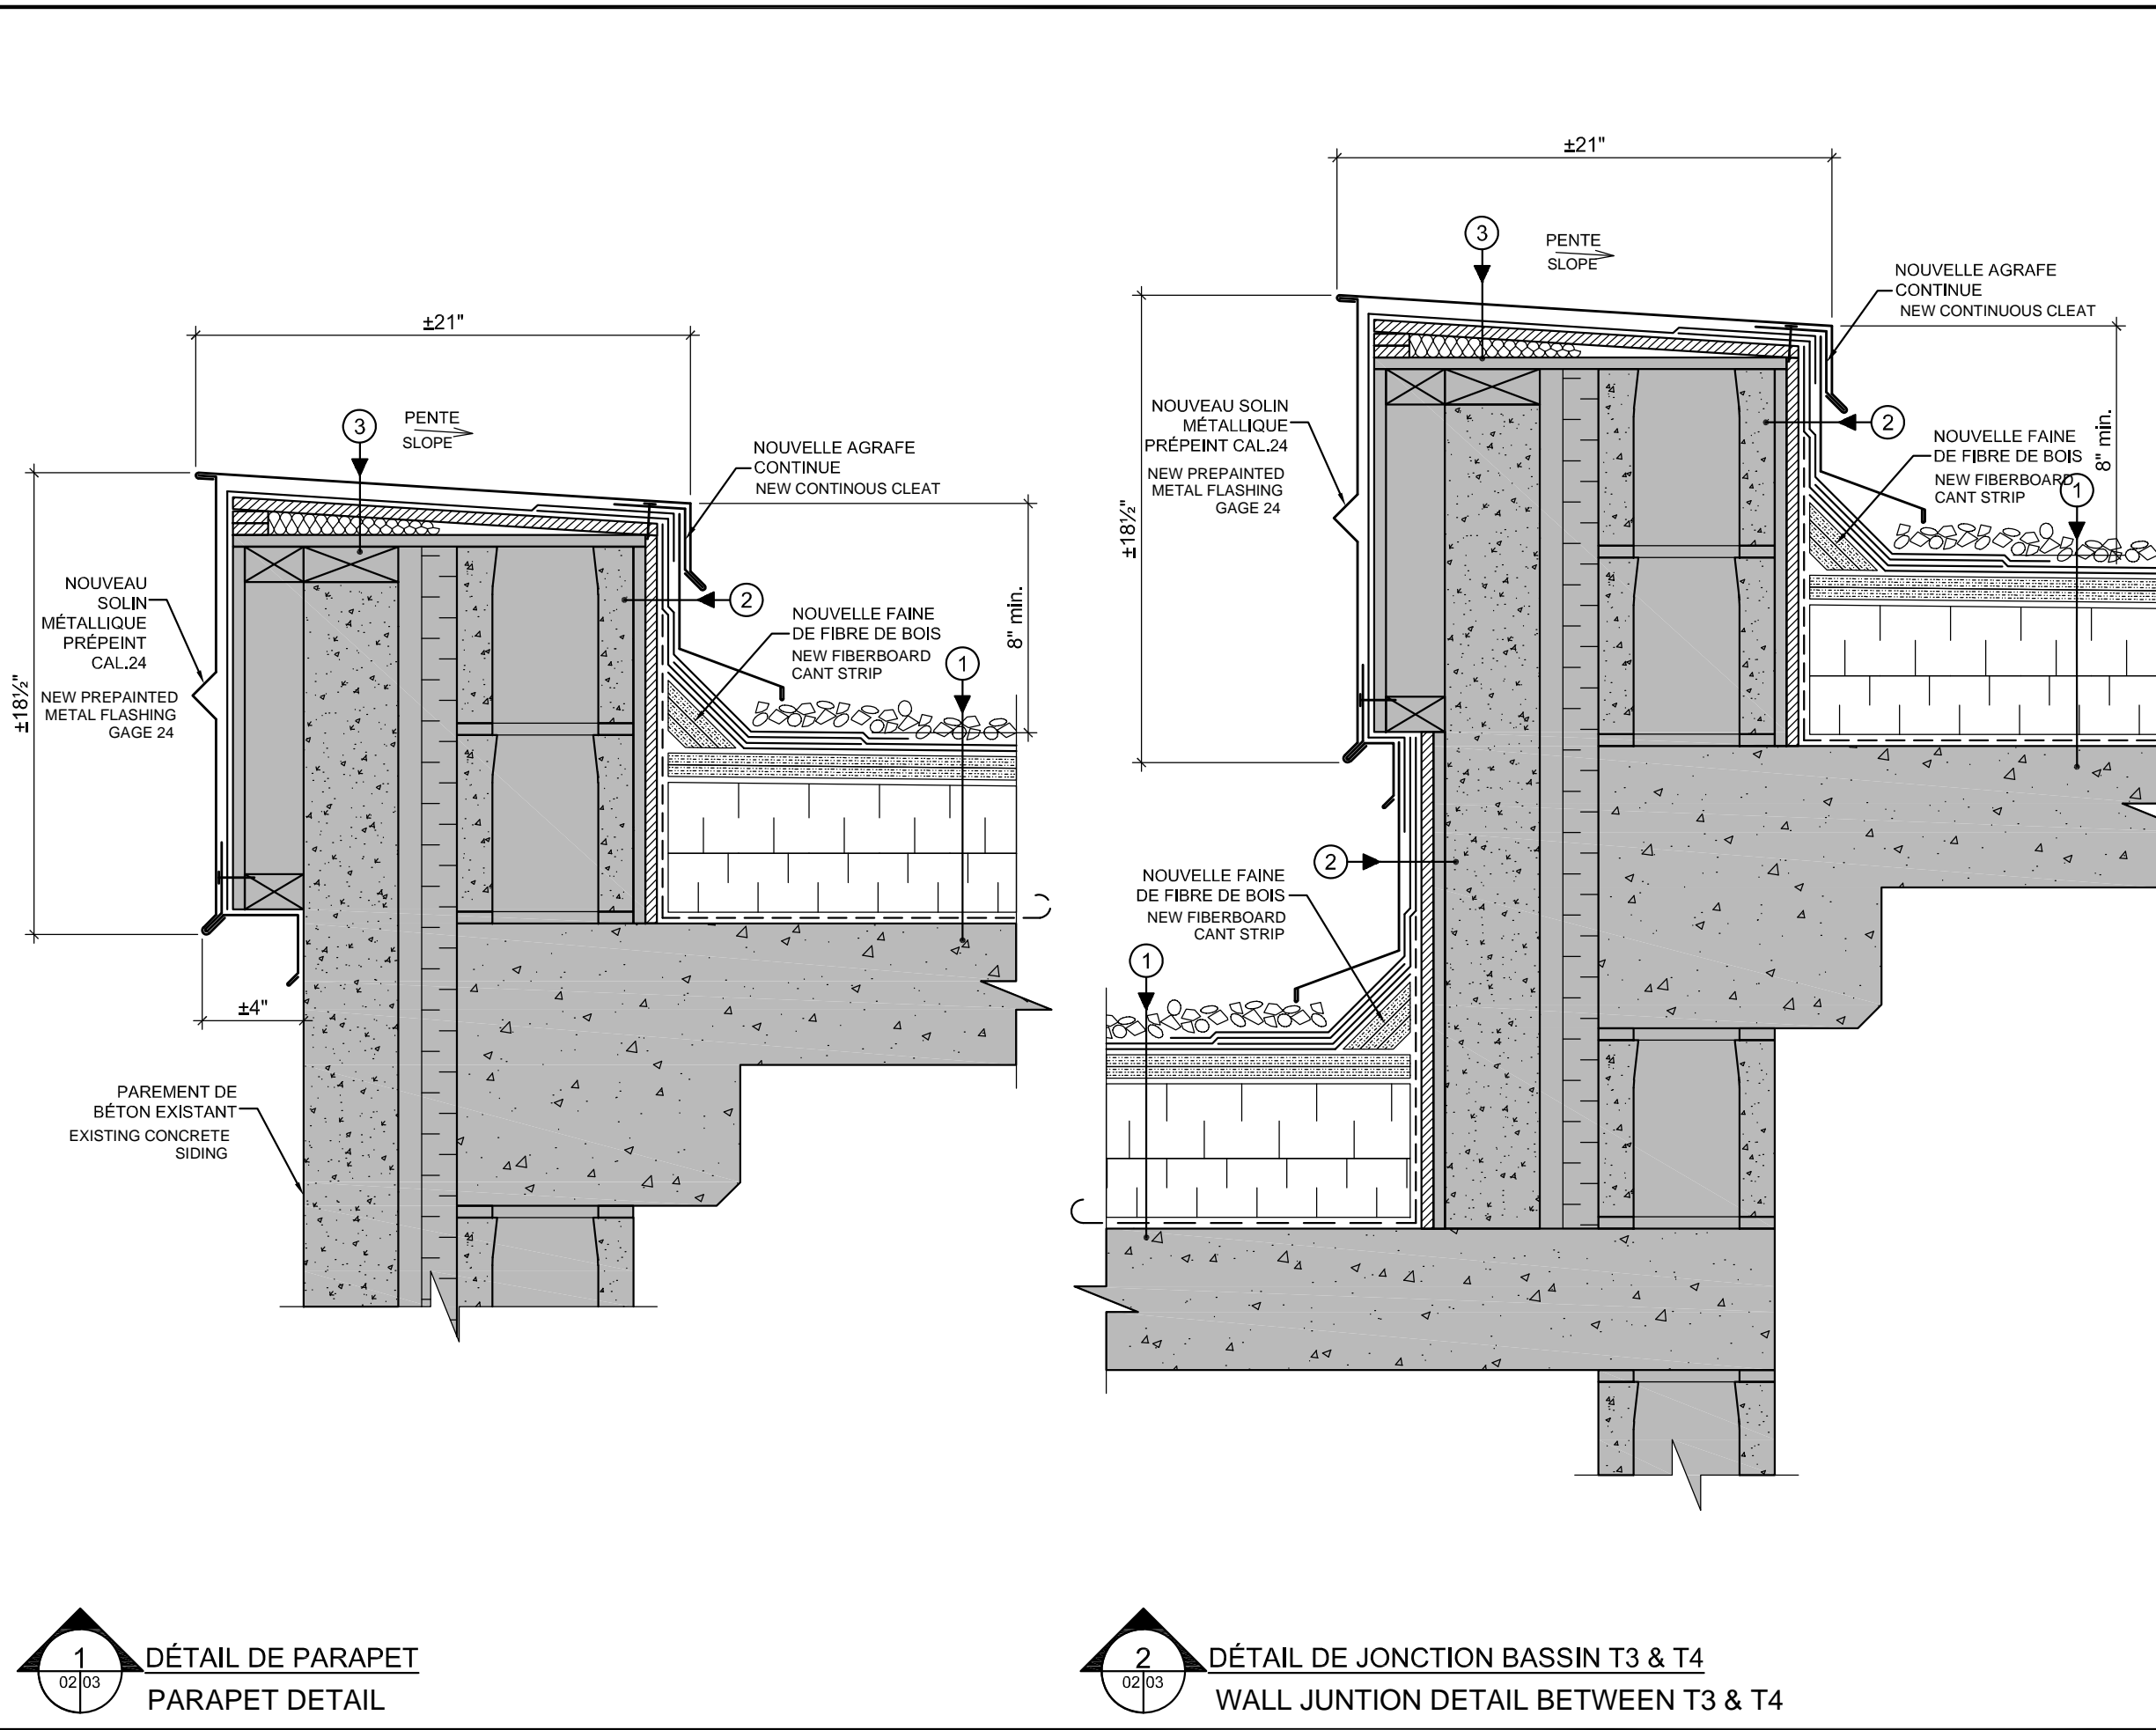 ±21"
3
PENTE
SLOPE
NOUVELLE AGRAFE
CONTINUE
NEW CONTINOUS CLEAT
±18½"
NOUVEAU
SOLIN
MÉTALLIQUE
PRÉPEINT
CAL.24
NEW PREPAINTED
METAL FLASHING
GAGE 24
2
NOUVELLE FAINE
DE FIBRE DE BOIS
NEW FIBERBOARD
CANT STRIP
1
8" min.
±4"
PAREMENT DE
BÉTON EXISTANT
EXISTING CONCRETE
SIDING
1
02 03
DÉTAIL DE PARAPET
PARAPET DETAIL
±21"
3
PENTE
SLOPE
NOUVELLE AGRAFE
CONTINUE
NEW CONTINUOUS CLEAT
±18½"
NOUVEAU SOLIN
MÉTALLIQUE
PRÉPEINT CAL.24
NEW PREPAINTED
METAL FLASHING
GAGE 24
2
NOUVELLE FAINE
DE FIBRE DE BOIS
NEW FIBERBOARD
CANT STRIP
1
8" min.
2
NOUVELLE FAINE
DE FIBRE DE BOIS
NEW FIBERBOARD
CANT STRIP
1
2
02 03
DÉTAIL DE JONCTION BASSIN T3 & T4
WALL JUNTION DETAIL BETWEEN T3 & T4